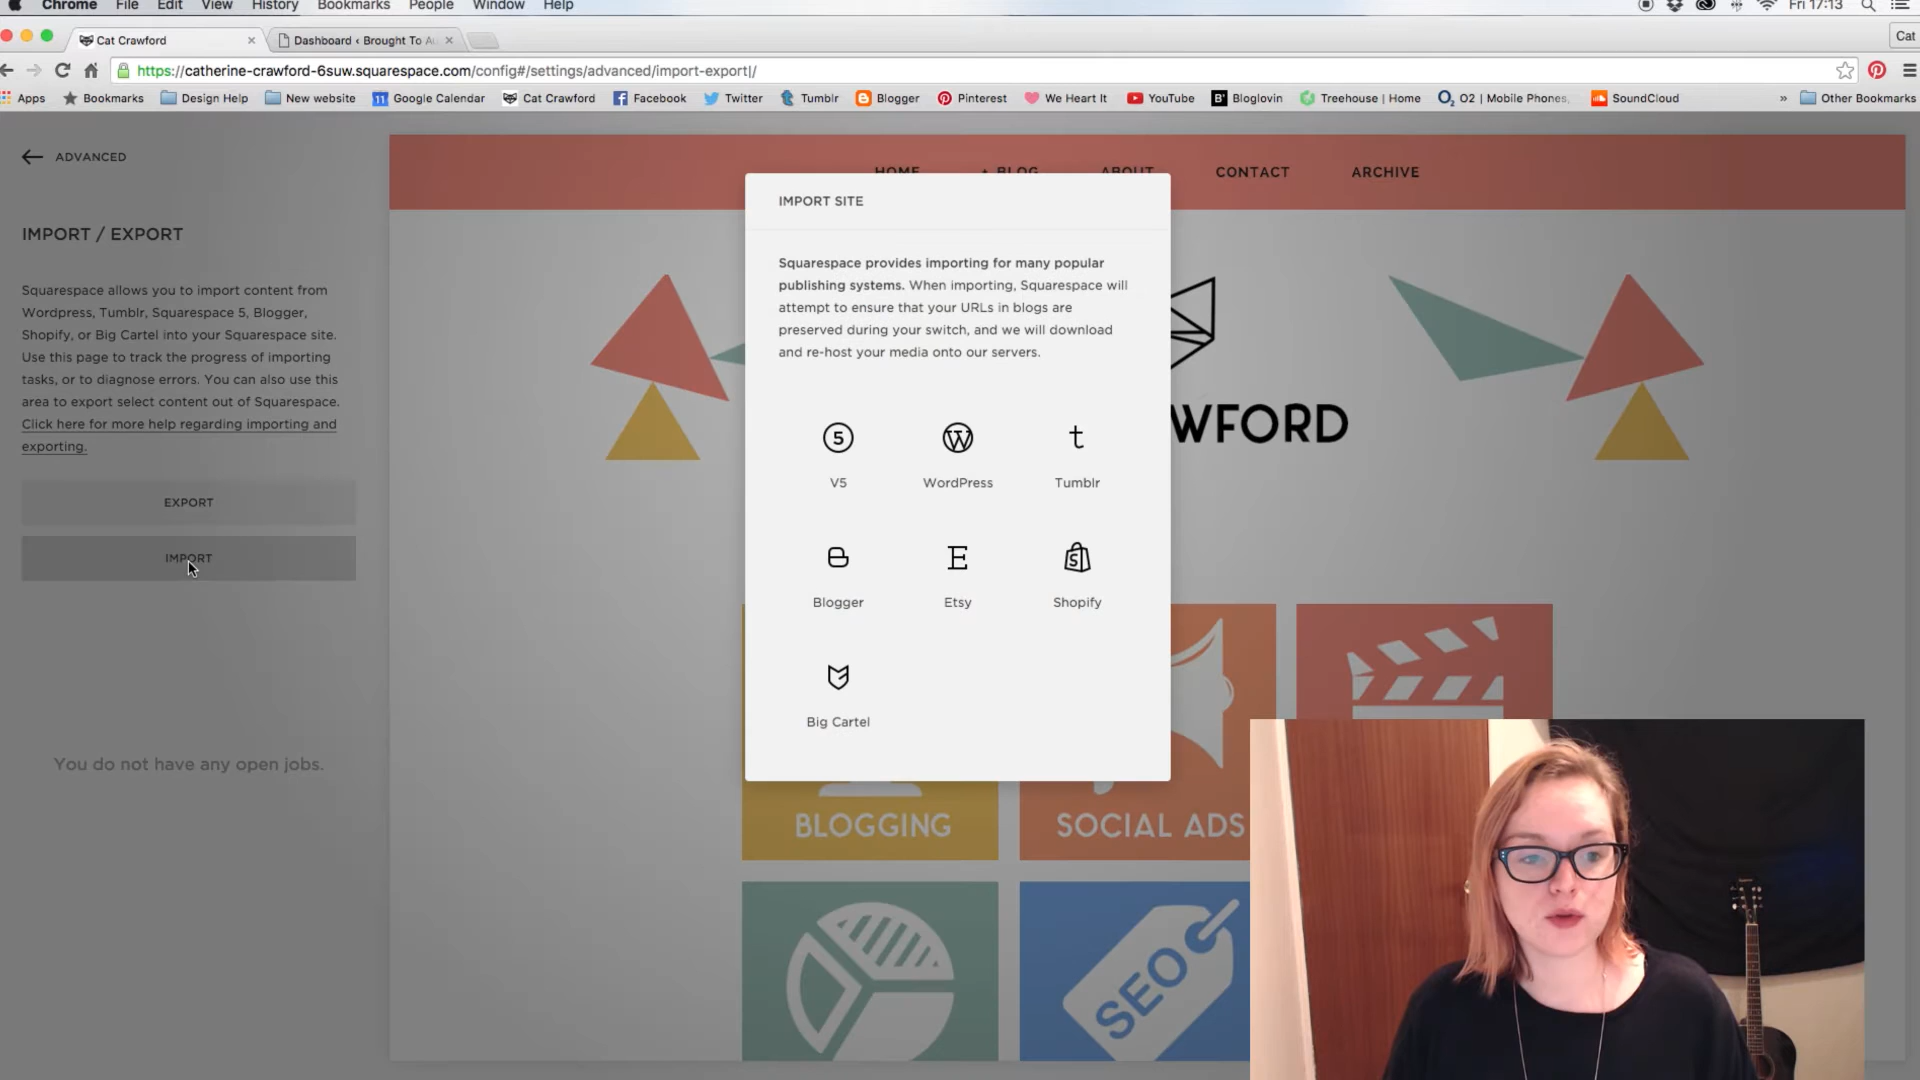 Chrome File Edit View History Bookmarks People Window Help Fri 17:13
Cat Crawford Dashboard ‹ Brought To Cat
https://catherine-crawford-6suw.squarespace.com/config#/settings/advanced/import-export|/
Apps Bookmarks Design Help New website Google Calendar Cat Crawford Facebook Twitter Tumblr Blogger Pinterest We Heart It YouTube Bloglovin Treehouse | Home O2 | Mobile Phones, SoundCloud » Other Bookmarks
ADVANCED
HOME + BLOG ABOUT CONTACT ARCHIVE
IMPORT / EXPORT
Squarespace allows you to import content from
Wordpress, Tumblr, Squarespace 5, Blogger,
Shopify, or Big Cartel into your Squarespace site.
Use this page to track the progress of importing
tasks, or to diagnose errors. You can also use this
area to export select content out of Squarespace.
Click here for more help regarding importing and
exporting.
EXPORT
IMPORT
You do not have any open jobs.
IMPORT SITE
Squarespace provides importing for many popular
publishing systems. When importing, Squarespace will
attempt to ensure that your URLs in blogs are
preserved during your switch, and we will download
and re-host your media onto our servers.
V5 WordPress Tumblr
Blogger Etsy Shopify
Big Cartel
WFORD
BLOGGING SOCIAL ADS
SEO